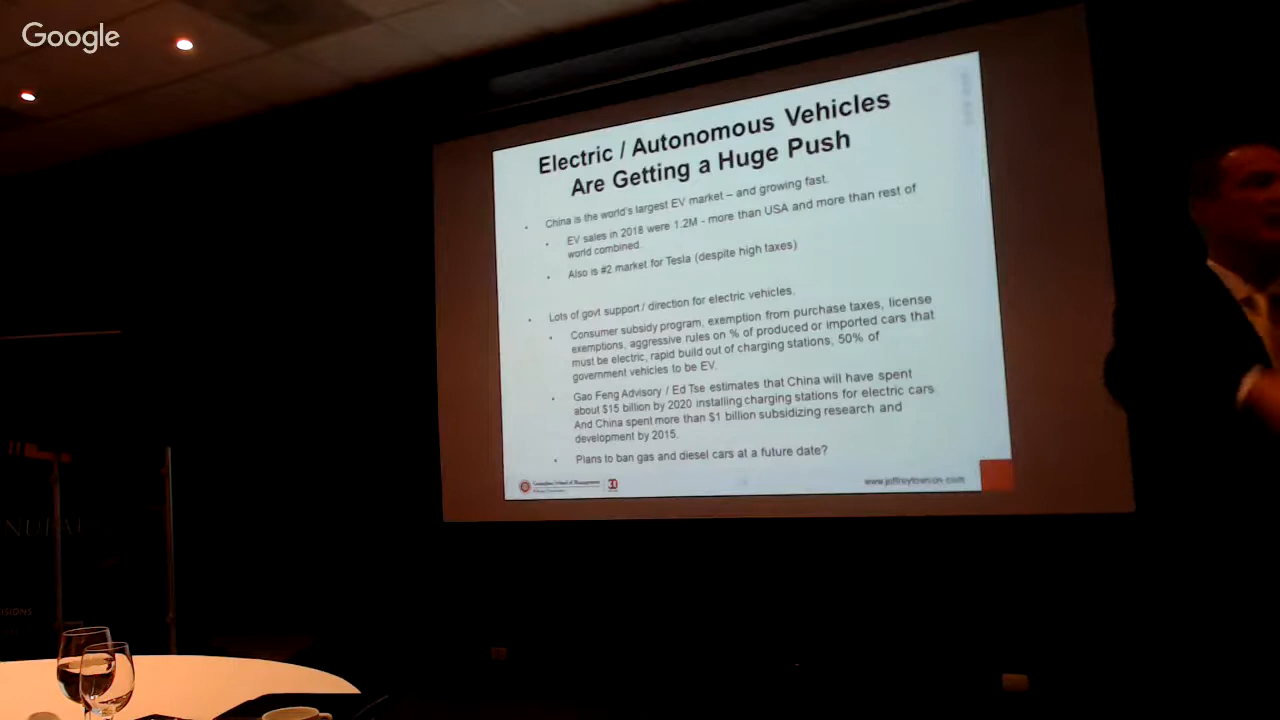 Google
Electric / Autonomous Vehicles
Are Getting a Huge Push
• China is the world's largest EV market – and growing fast.
• EV sales in 2018 were 1.2M - more than USA and more than rest of
world combined.
• Also is #2 market for Tesla (despite high taxes)
• Lots of govt support / direction for electric vehicles.
• Consumer subsidy program, exemption from purchase taxes, license
exemptions, aggressive rules on % of produced or imported cars that
must be electric, rapid build out of charging stations, 50% of
government vehicles to be EV.
• Gao Feng Advisory / Ed Tse estimates that China will have spent
about $15 billion by 2020 installing charging stations for electric cars.
And China spent more than $1 billion subsidizing research and
development by 2015.
• Plans to ban gas and diesel cars at a future date?
School of Management
30